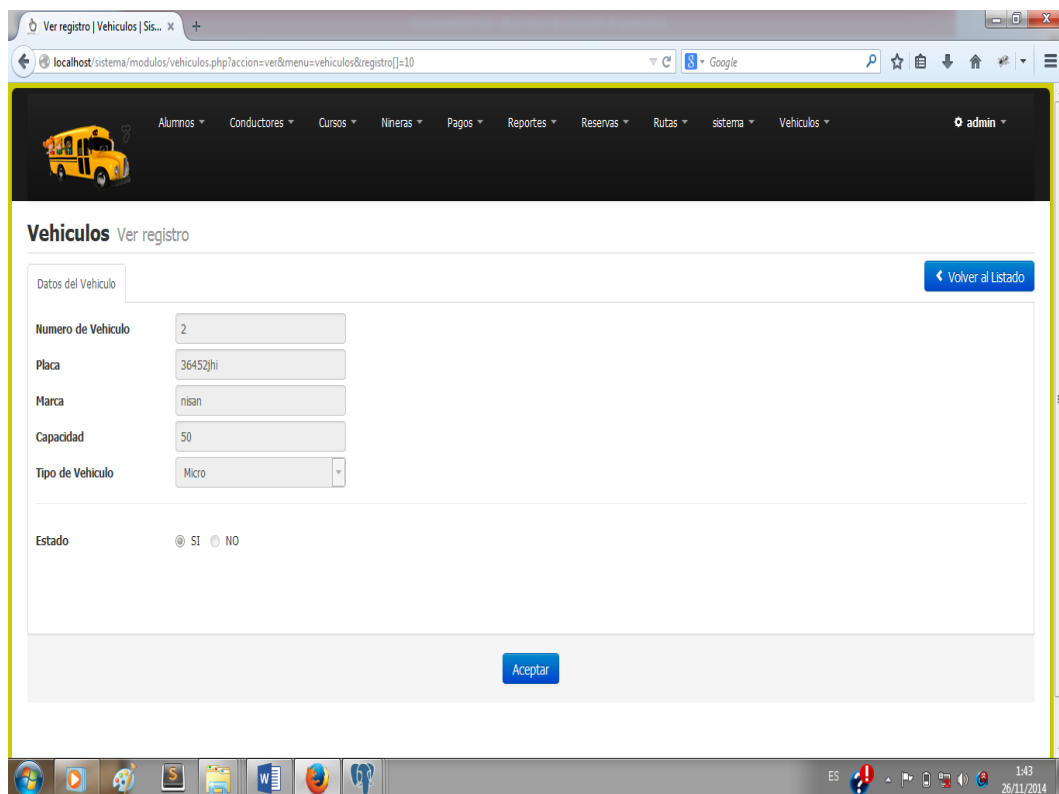 Ver registro | Vehiculos | Sis...
localhost/sistema/modulos/vehiculos.php?accion=ver&menu=vehiculos&registro[]=10
8 Google
Alumnos Conductores Cursos Nineras Pagos Reportes Reservas Rutas sistema Vehiculos admin
Vehiculos Ver registro
Datos del Vehiculo
Volver al Listado
Numero de Vehiculo 2
Placa 36452jhi
Marca nisan
Capacidad 50
Tipo de Vehiculo Micro
Estado SI NO
Aceptar
ES
1:43
26/11/2014